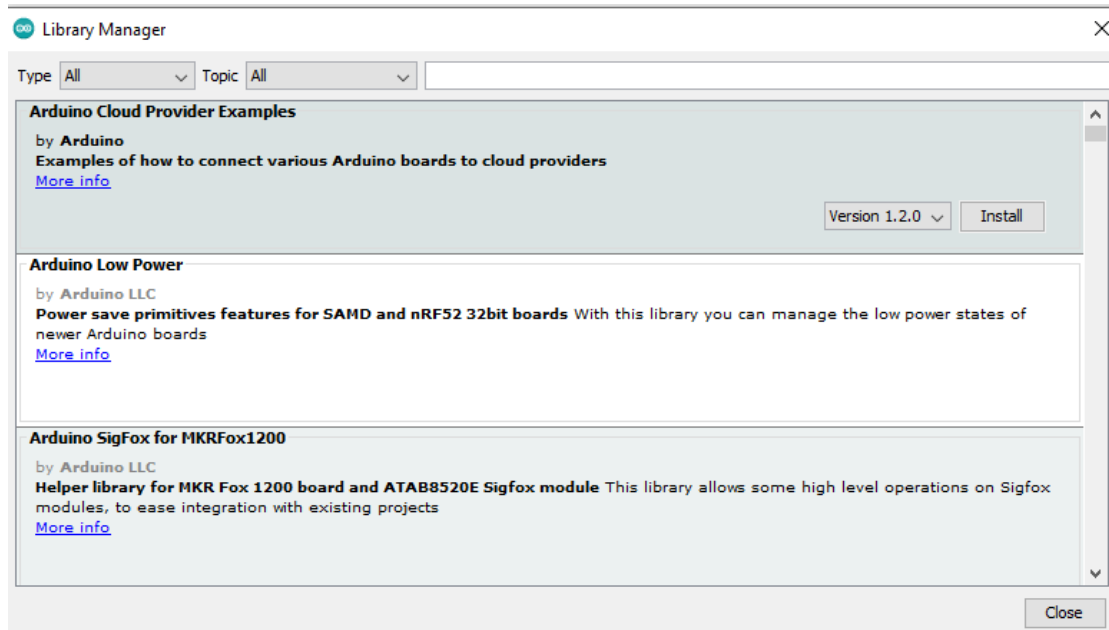 Library Manager
Type All Topic All
Arduino Cloud Provider Examples
by Arduino
Examples of how to connect various Arduino boards to cloud providers
More info
Version 1.2.0 Install
Arduino Low Power
by Arduino LLC
Power save primitives features for SAMD and nRF52 32bit boards With this library you can manage the low power states of
newer Arduino boards
More info
Arduino SigFox for MKRFox1200
by Arduino LLC
Helper library for MKR Fox 1200 board and ATAB8520E Sigfox module This library allows some high level operations on Sigfox
modules, to ease integration with existing projects
More info
Close